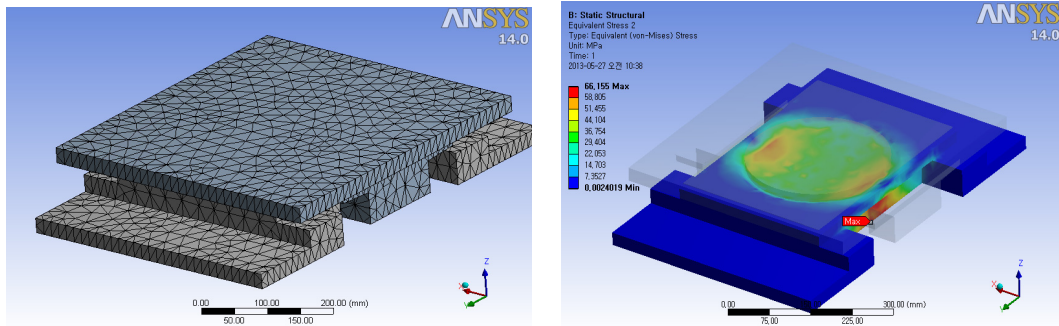 ANSYS
14.0
0.00 100.00 200.00 (mm)
50.00 150.00
Z
X
Y
B: Static Structural
Equivalent Stress 2
Type: Equivalent (von-Mises) Stress
Unit: MPa
Time: 1
2013-05-27 오전 10:38
66,155 Max
58,805
51,455
44,104
36,754
29,404
22,053
14,703
7,3527
0,0024019 Min
ANSYS
14.0
Max
0,00 300,00 (mm)
75,00 225,00
Z
X
Y